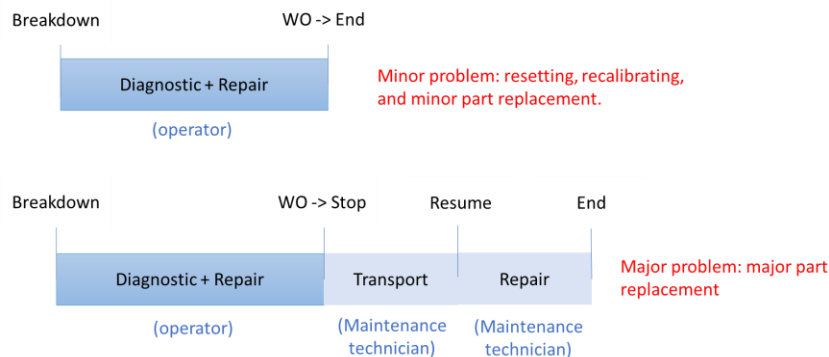 Breakdown
WO -> End
Diagnostic + Repair
Minor problem: resetting, recalibrating,
and minor part replacement.
(operator)
Breakdown
WO -> Stop
Resume
End
Diagnostic + Repair
Transport
Repair
Major problem: major part
replacement
(operator)
(Maintenance
technician)
(Maintenance
technician)